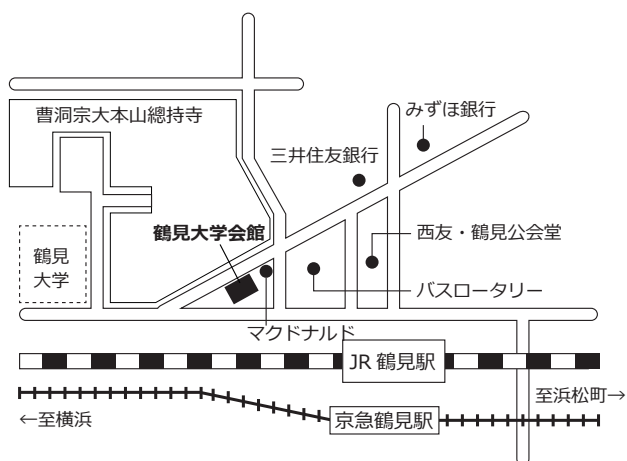 曹洞宗大本山總持寺
みずほ銀行
三井住友銀行
鶴見大学会館
西友・鶴見公会堂
鶴見
大学
バスロータリー
マクドナルド
JR 鶴見駅
至浜松町→
←至横浜
京急鶴見駅